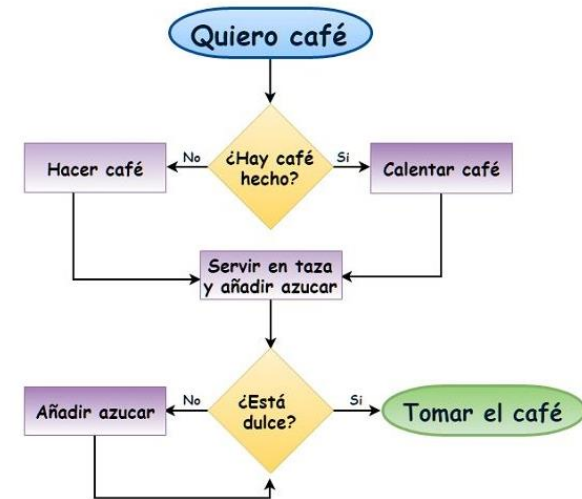 Quiero café
¿Hay café
hecho?
No
Si
Hacer café
Calentar café
Servir en taza
y añadir azucar
¿Está
dulce?
No
Si
Añadir azucar
Tomar el café